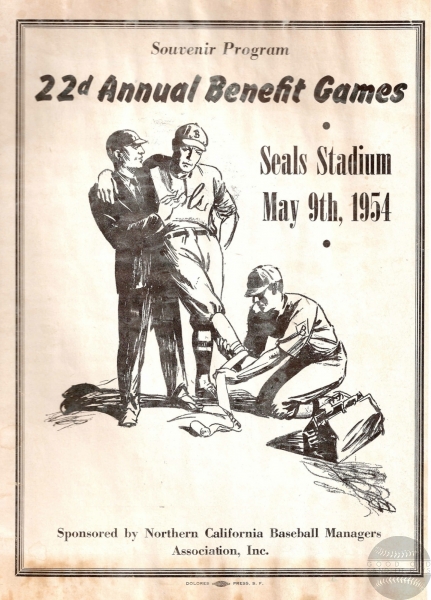 Souvenir Program
22d Annual Benefit Games
Seals Stadium
May 9th, 1954
B
Sponsored by Northern California Baseball Managers
Association, Inc.
DOLORES PRESS, S. F.